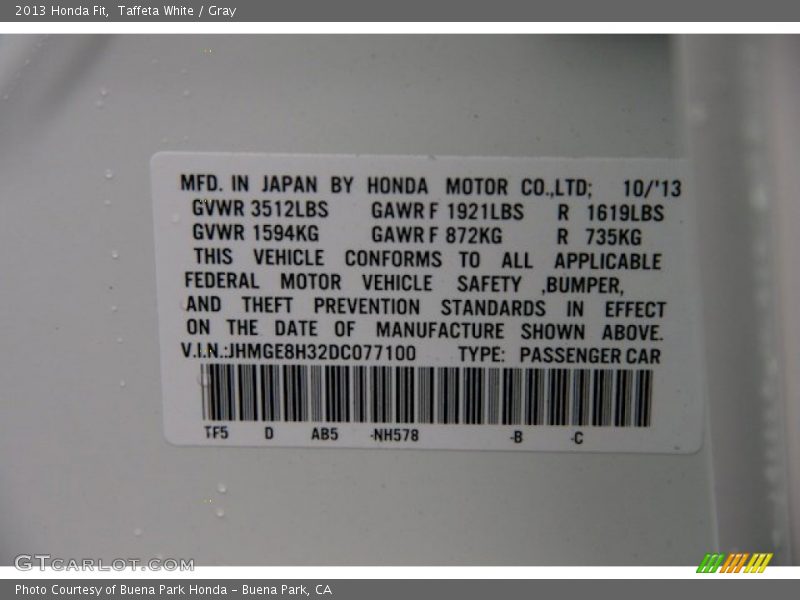 2013 Honda Fit,  Taffeta White / Gray
MFD. IN JAPAN BY HONDA MOTOR CO.,LTD; 10/'13
GVWR 3512LBS GAWR F 1921LBS R 1619LBS
GVWR 1594KG GAWR F 872KG R 735KG
THIS VEHICLE CONFORMS TO ALL APPLICABLE
FEDERAL MOTOR VEHICLE SAFETY ,BUMPER,
AND THEFT PREVENTION STANDARDS IN EFFECT
ON THE DATE OF MANUFACTURE SHOWN ABOVE.
V.I.N.:JHMGE8H32DC077100 TYPE: PASSENGER CAR
TF5 D AB5 -NH578 -B -C
GTCARLOT.COM
Photo Courtesy of Buena Park Honda - Buena Park, CA